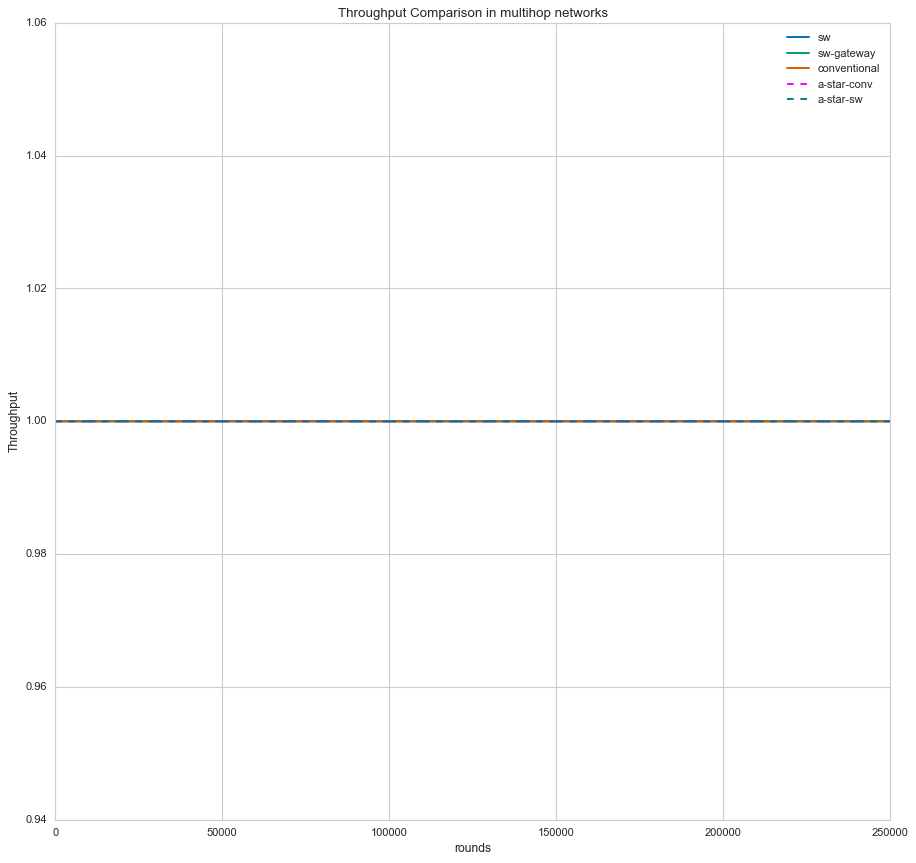 Throughput Comparison in multihop networks
1.06
1.04
1.02
1.00
0.98
0.96
0.94
Throughput
sw
sw-gateway
conventional
a-star-conv
a-star-sw
0 50000 100000 150000 200000 250000
rounds